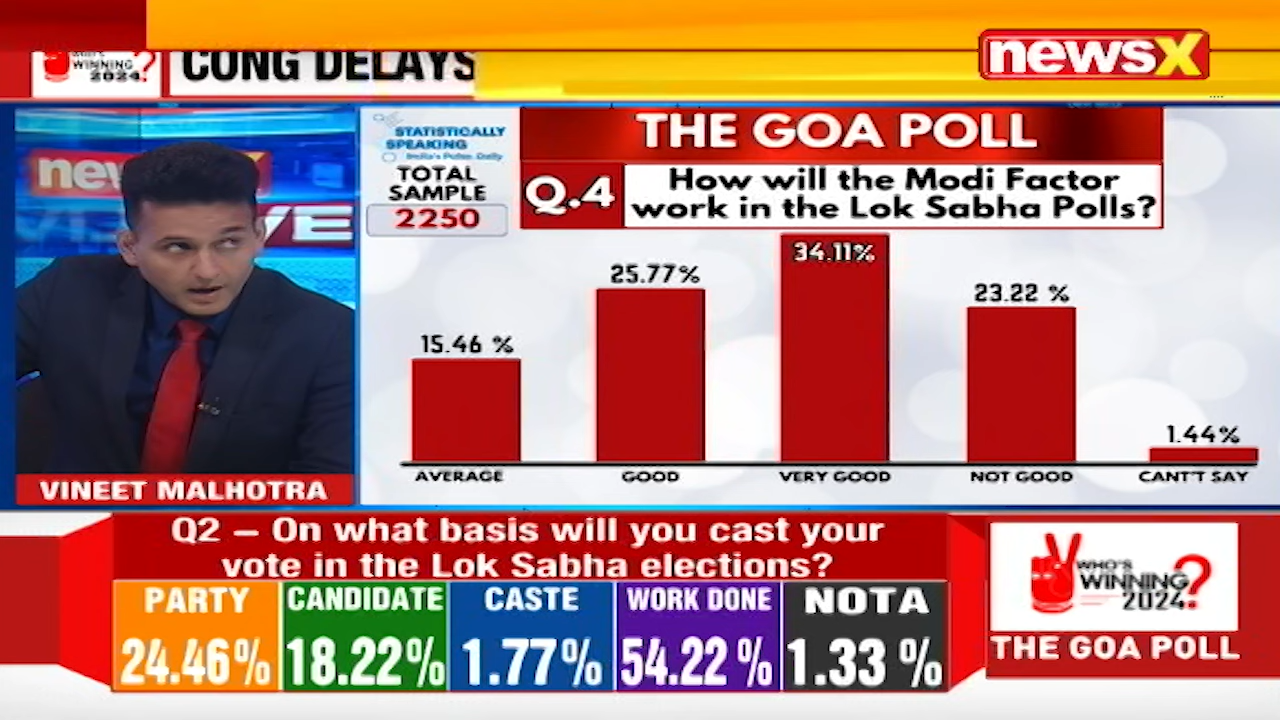 WHO'S
WINNING
2024?
CONG DELAYS
newsX
STATISTICALLY
SPEAKING
India's Pulse, Daily
TOTAL
SAMPLE
2250
THE GOA POLL
Q.4
How will the Modi Factor
work in the Lok Sabha Polls?
15.46 %
25.77%
34.11%
23.22 %
1.44%
AVERAGE
GOOD
VERY GOOD
NOT GOOD
CANT'T SAY
VINEET MALHOTRA
Q2 – On what basis will you cast your
vote in the Lok Sabha elections?
PARTY
24.46%
CANDIDATE
18.22%
CASTE
1.77%
WORK DONE
54.22 %
NOTA
1.33 %
WHO'S
WINNING
2024?
THE GOA POLL